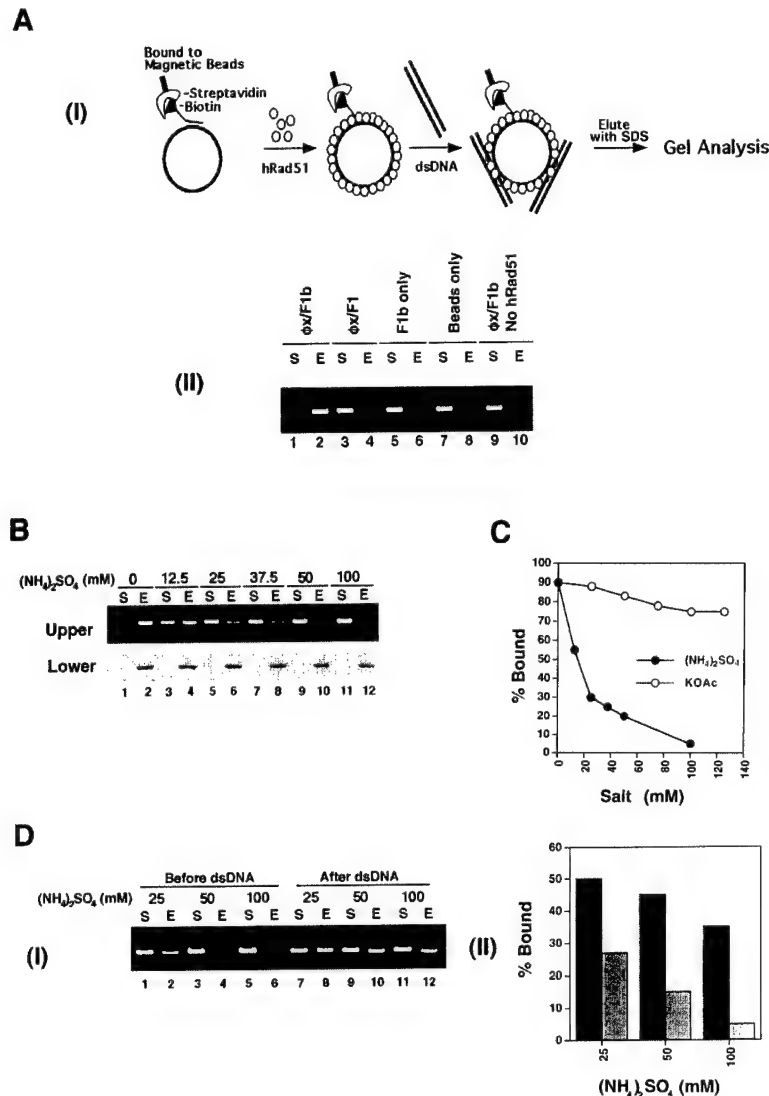 A
Bound to
Magnetic Beads
-Streptavidin
-Biotin
(I)
hRad51
dsDNA
Elute
with SDS
Gel Analysis
ϕx/F1b
ϕx/F1
F1b only
Beads only
ϕx/F1b
No hRad51
S E S E S E S E S E
(II)
1 2 3 4 5 6 7 8 9 10
B
(NH4)2SO4 (mM) 0 12.5 25 37.5 50 100
S E S E S E S E S E S E
Upper
Lower
1 2 3 4 5 6 7 8 9 10 11 12
C
100
90
80
70
60
50
40
30
20
10
0
% Bound
(NH4)2SO4
KOAc
0 20 40 60 80 100 120 140
Salt (mM)
D
Before dsDNA After dsDNA
(NH4)2SO4 (mM) 25 50 100 25 50 100
S E S E S E S E S E S E
(I)
1 2 3 4 5 6 7 8 9 10 11 12
(II)
60
50
40
30
20
10
0
% Bound
25 50 100
(NH4)2SO4 (mM)